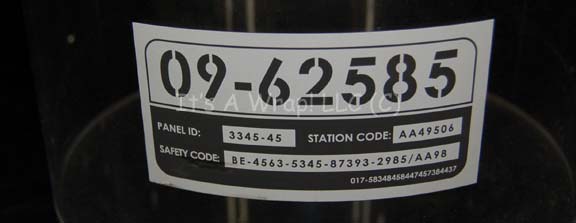 09-62585
It's A Wrap! LLC (C)
PANEL ID: 3345-45 STATION CODE: AA49506
SAFETY CODE: BE-4563-5345-87393-2985/AA98
017-58348458447457384437